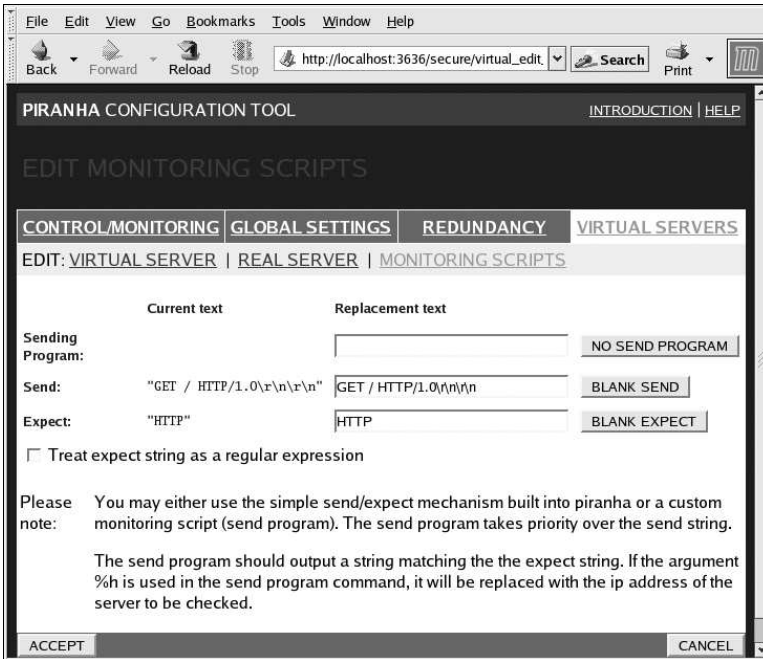 File Edit View Go Bookmarks Tools Window Help
Back Forward Reload Stop http://localhost:3636/secure/virtual_edit_ Search Print
PIRANHA CONFIGURATION TOOL INTRODUCTION | HELP
EDIT MONITORING SCRIPTS
CONTROL/MONITORING GLOBAL SETTINGS REDUNDANCY VIRTUAL SERVERS
EDIT: VIRTUAL SERVER | REAL SERVER | MONITORING SCRIPTS
Current text Replacement text
Sending Program: NO SEND PROGRAM
Send: "GET / HTTP/1.0\r\n\r\n" GET / HTTP/1.0\r\n\r\n BLANK SEND
Expect: "HTTP" HTTP BLANK EXPECT
Treat expect string as a regular expression
Please note: You may either use the simple send/expect mechanism built into piranha or a custom
monitoring script (send program). The send program takes priority over the send string.
The send program should output a string matching the the expect string. If the argument
%h is used in the send program command, it will be replaced with the ip address of the
server to be checked.
ACCEPT CANCEL